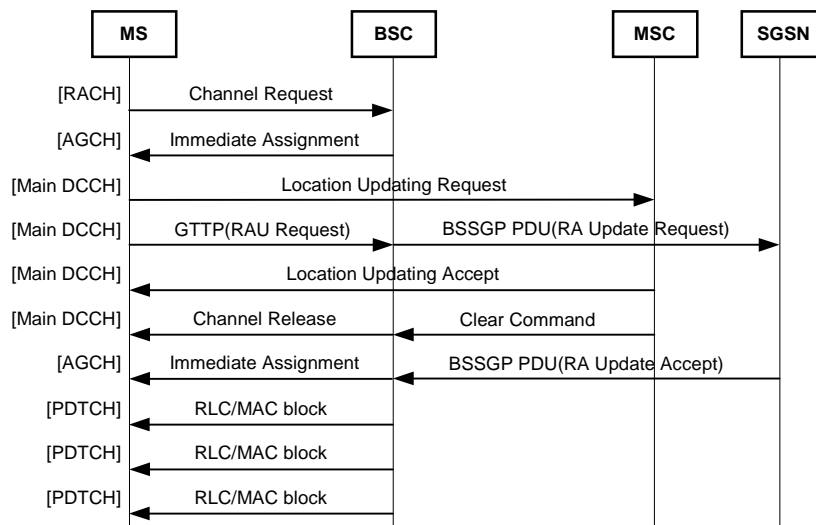 MS BSC MSC SGSN
[RACH] Channel Request
[AGCH] Immediate Assignment
[Main DCCH] Location Updating Request
[Main DCCH] GTTP(RAU Request) BSSGP PDU(RA Update Request)
[Main DCCH] Location Updating Accept
[Main DCCH] Channel Release Clear Command
[AGCH] Immediate Assignment BSSGP PDU(RA Update Accept)
[PDTCH] RLC/MAC block
[PDTCH] RLC/MAC block
[PDTCH] RLC/MAC block